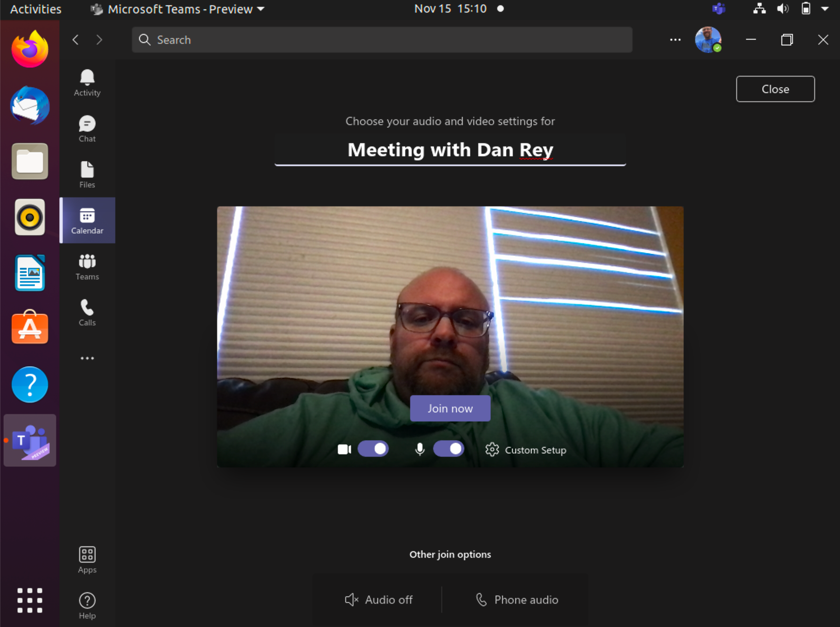 Activities
Microsoft Teams - Preview
Nov 15 15:10
Search
Activity
Chat
Files
Calendar
Teams
Calls
Close
Choose your audio and video settings for
Meeting with Dan Rey
Join now
Custom Setup
Other join options
Audio off
Phone audio
Apps
Help